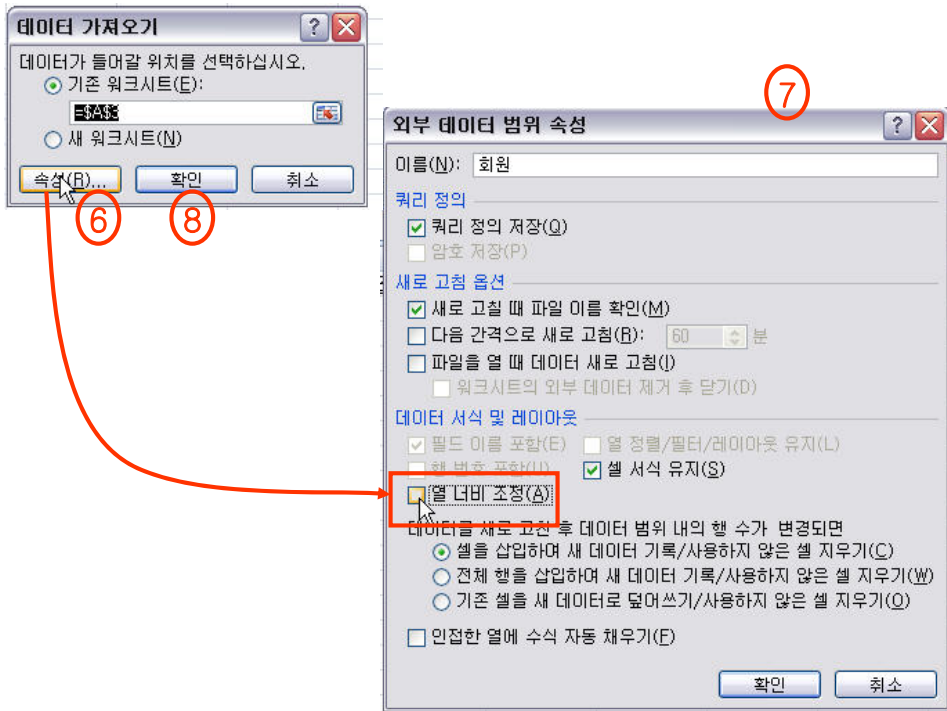 데이터 가져오기
데이터가 들어갈 위치를 선택하십시오.
기존 워크시트(E):
=$A$3
새 워크시트(N)
속성(R)...
확인
취소
⑥
⑧
⑦
외부 데이터 범위 속성
이름(N): 회원
쿼리 정의
쿼리 정의 저장(Q)
암호 저장(P)
새로 고침 옵션
새로 고칠 때 파일 이름 확인(M)
다음 간격으로 새로 고침(R): 60 분
파일을 열 때 데이터 새로 고침(I)
워크시트의 외부 데이터 제거 후 닫기(D)
데이터 서식 및 레이아웃
필드 이름 포함(E) 열 정렬/필터/레이아웃 유지(L)
행 번호 포함(U) 셀 서식 유지(S)
열 너비 조정(A)
데이터를 새로 고친 후 데이터 범위 내의 행 수가 변경되면
셀을 삽입하여 새 데이터 기록/사용하지 않은 셀 지우기(C)
전체 행을 삽입하여 새 데이터 기록/사용하지 않은 셀 지우기(W)
기존 셀을 새 데이터로 덮어쓰기/사용하지 않은 셀 지우기(O)
인접한 열에 수식 자동 채우기(F)
확인
취소